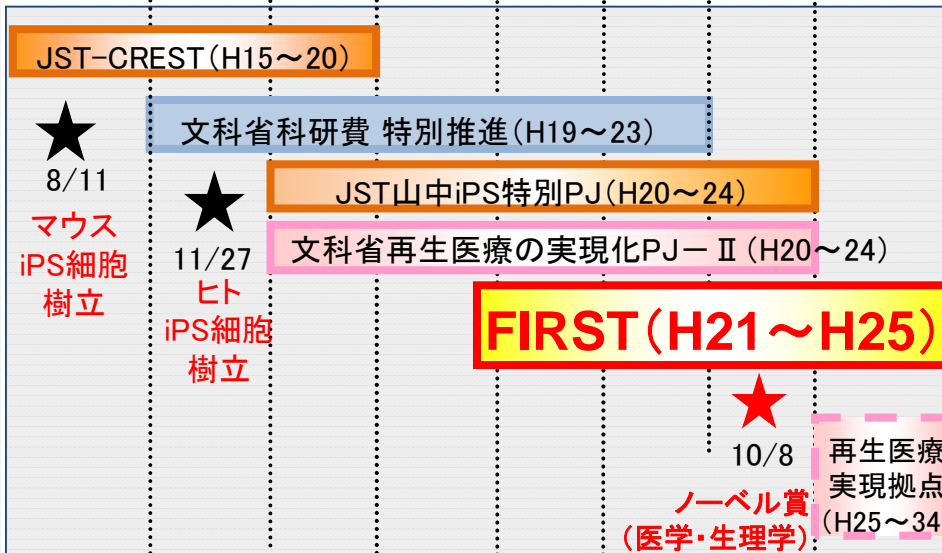 JST-CREST(H15～20)
文科省科研費 特別推進(H19～23)
8/11
マウス
iPS細胞
樹立
JST山中iPS特別PJ(H20～24)
11/27
ヒト
iPS細胞
樹立
文科省再生医療の実現化PJ－Ⅱ(H20～24)
FIRST(H21～H25)
10/8
ノーベル賞
(医学・生理学)
再生医療
実現拠点
(H25～34